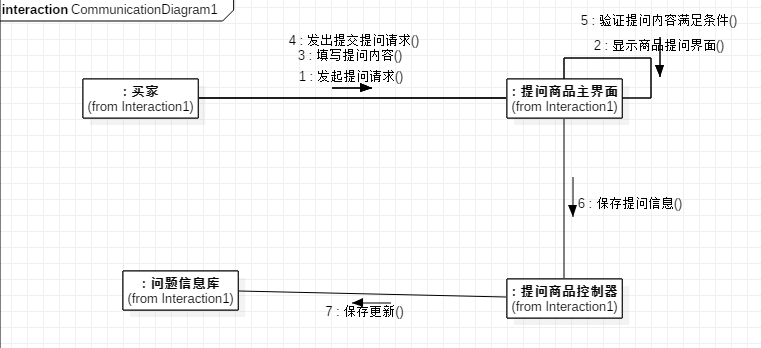 interaction CommunicationDiagram1
5 : 验证提问内容满足条件()
4 : 发出提交提问请求()
2 : 显示商品提问界面()
3 : 填写提问内容()
1 : 发起提问请求()
: 买家
(from Interaction1)
: 提问商品主界面
(from Interaction1)
6 : 保存提问信息()
: 问题信息库
(from Interaction1)
: 提问商品控制器
(from Interaction1)
7 : 保存更新()